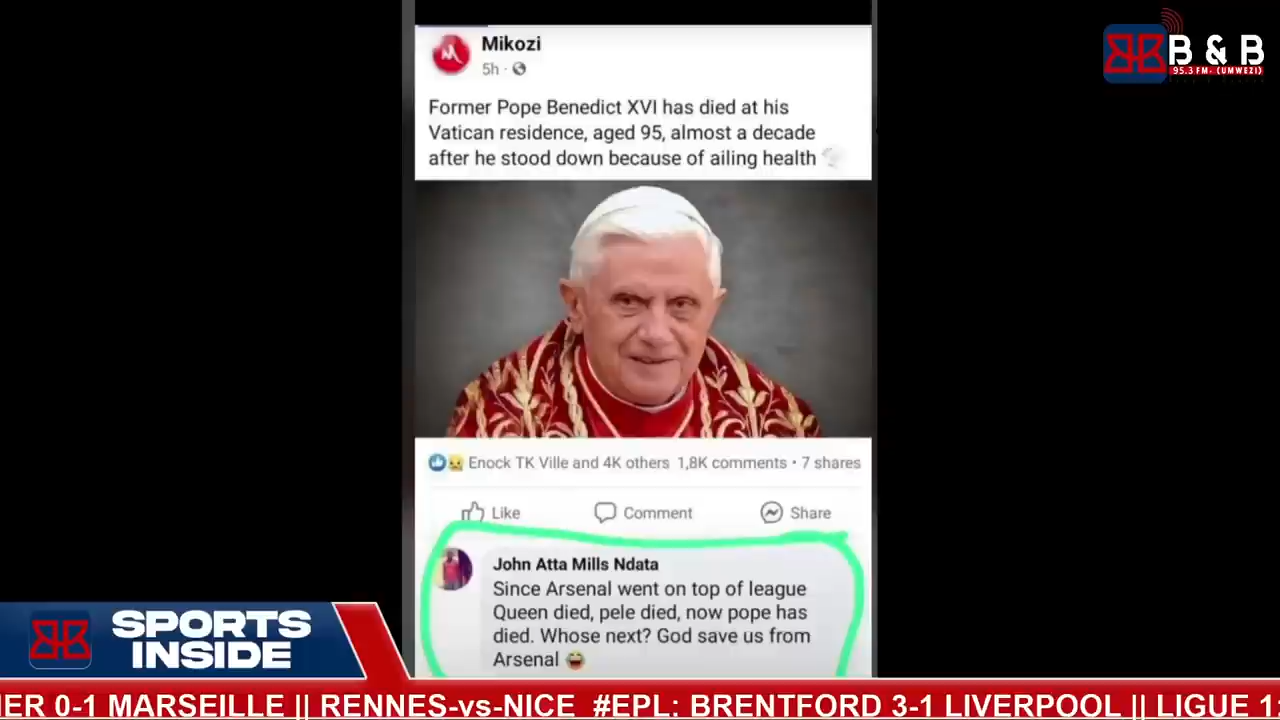 Mikozi
5h ·
Former Pope Benedict XVI has died at his
Vatican residence, aged 95, almost a decade
after he stood down because of ailing health
B & B
95.3 FM- (UMWEZI)
Enock TK Ville and 4K others 1,8K comments • 7 shares
Like Comment Share
John Atta Mills Ndata
Since Arsenal went on top of league
Queen died, pele died, now pope has
died. Whose next? God save us from
Arsenal
SPORTS
INSIDE
IER 0-1 MARSEILLE || RENNES-vs-NICE #EPL: BRENTFORD 3-1 LIVERPOOL || LIGUE 1